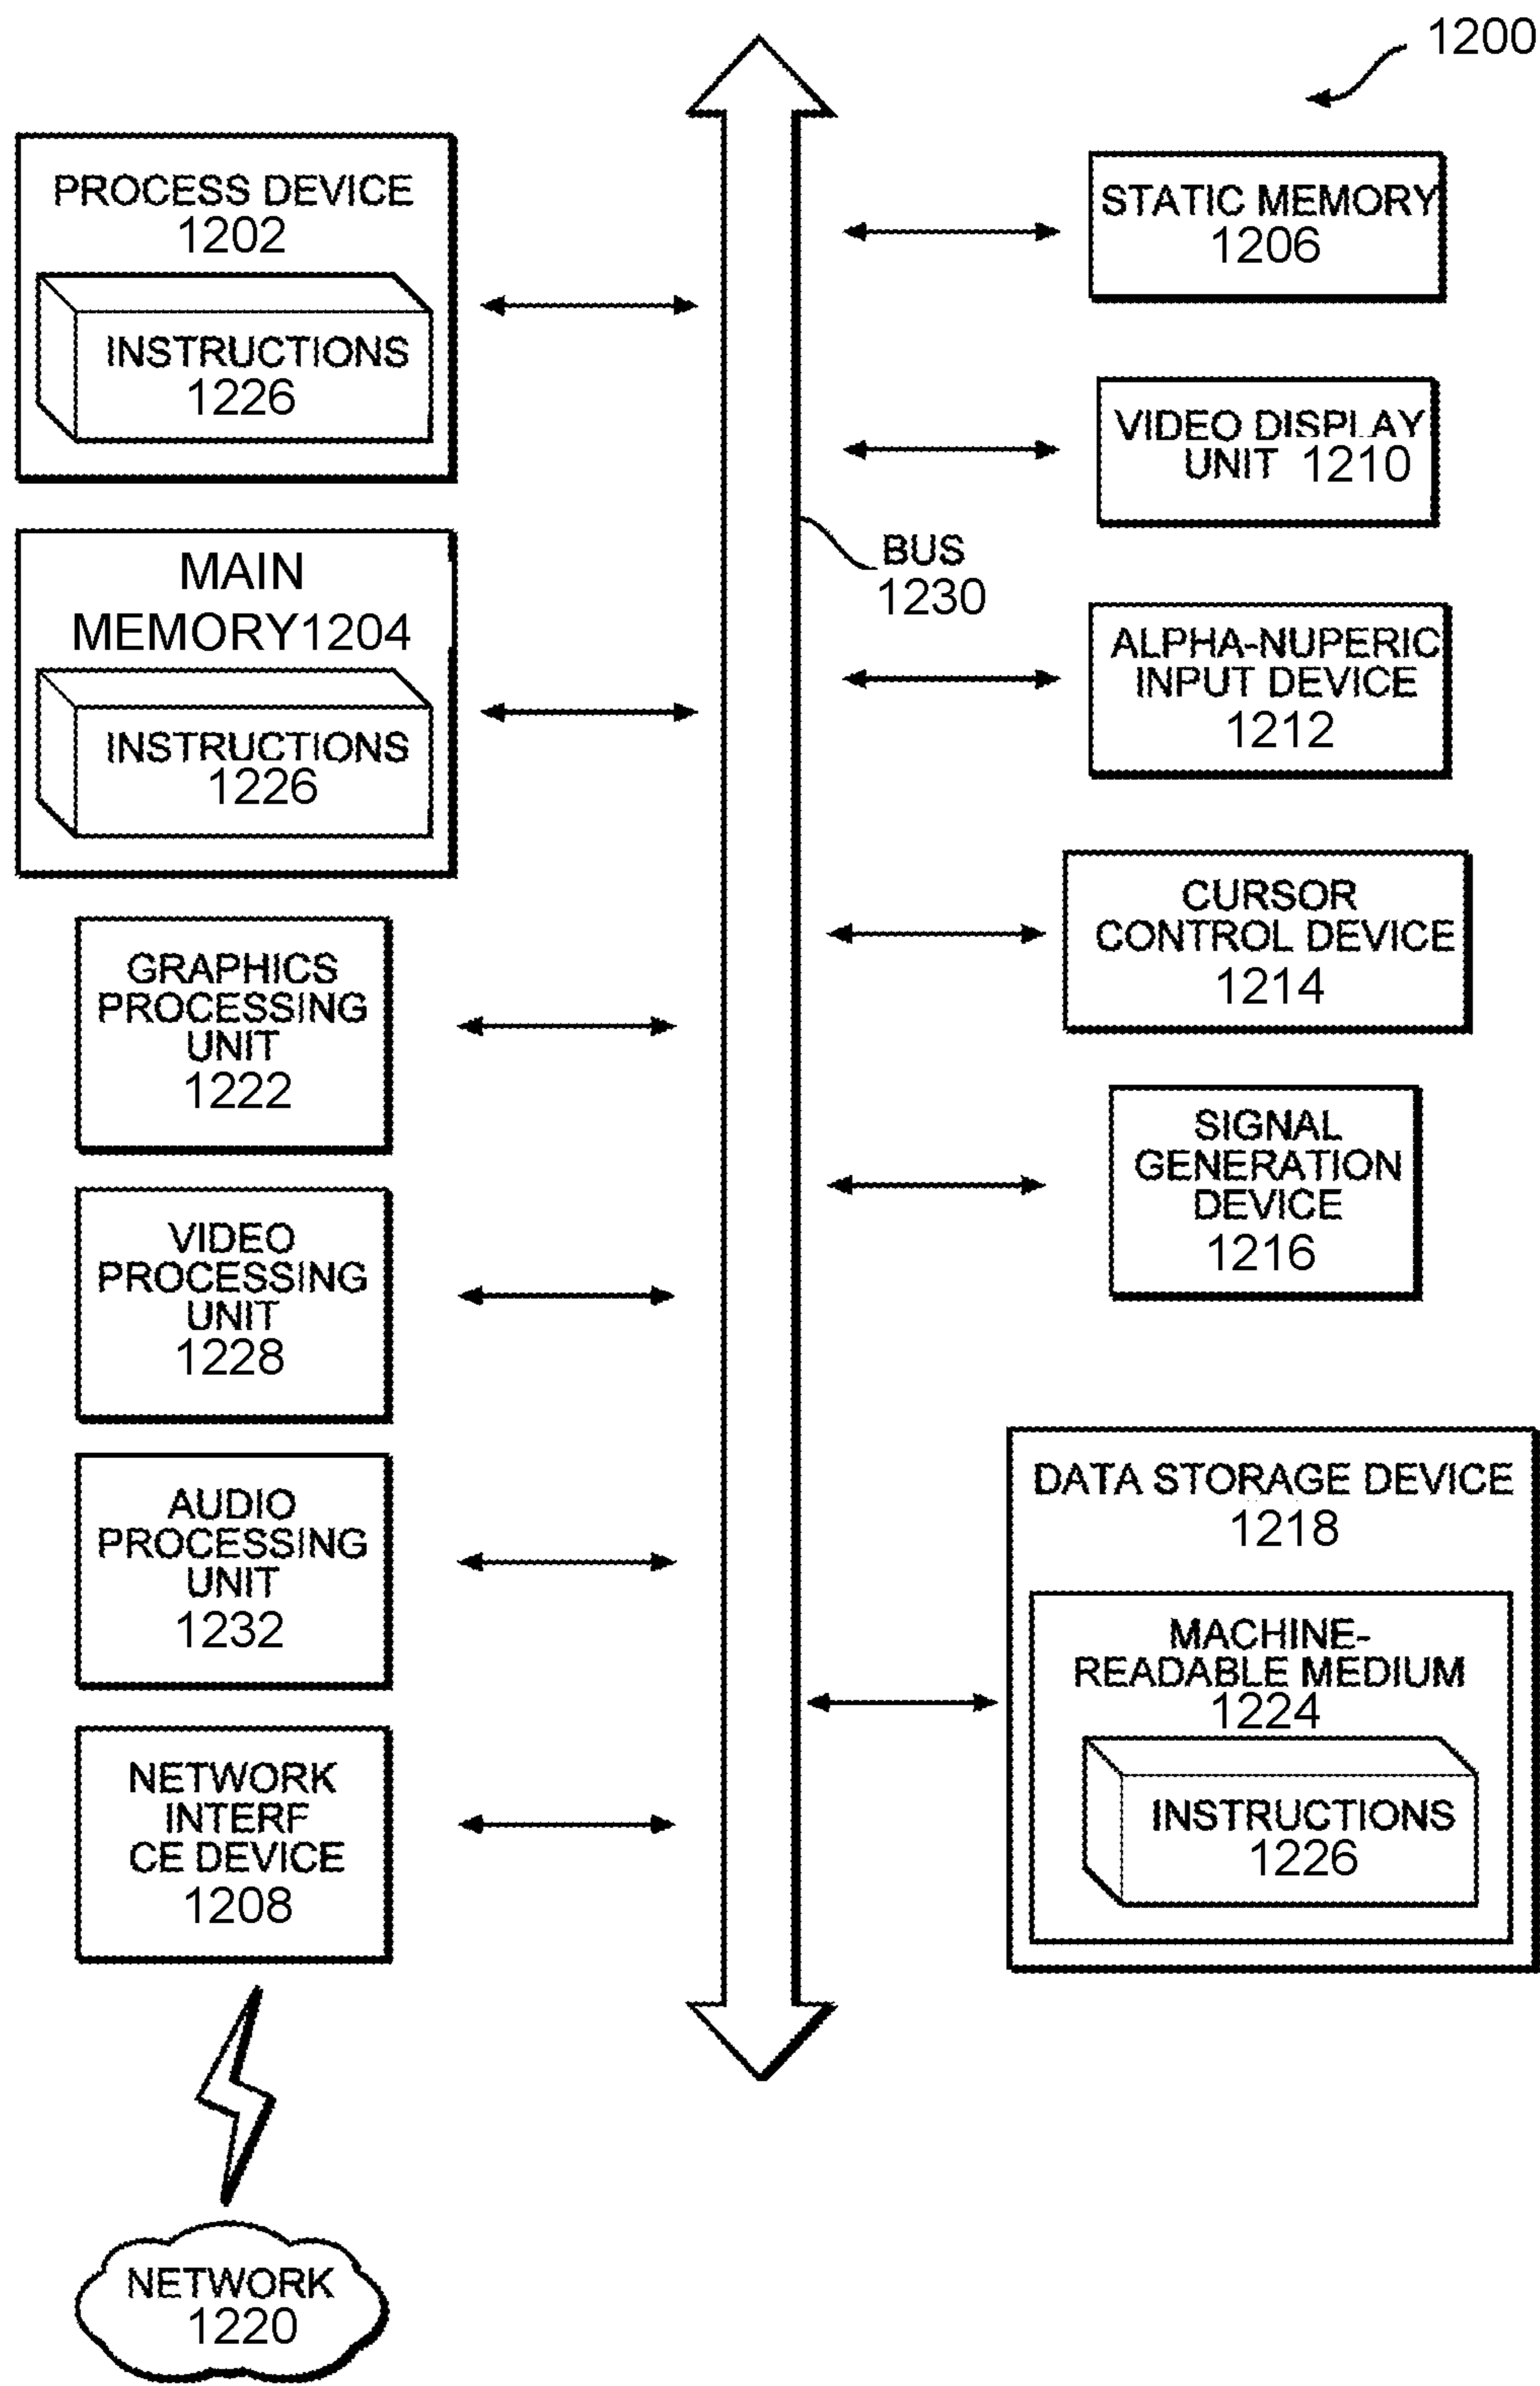 1200
PROCESS DEVICE
1202
INSTRUCTIONS
1226
MAIN
MEMORY1204
INSTRUCTIONS
1226
GRAPHICS
PROCESSING
UNIT
1222
VIDEO
PROCESSING
UNIT
1228
AUDIO
PROCESSING
UNIT
1232
NETWORK
INTERF
CE DEVICE
1208
NETWORK
1220
BUS
1230
STATIC MEMORY
1206
VIDEO DISPLAY
UNIT 1210
ALPHA-NUPERIC
INPUT DEVICE
1212
CURSOR
CONTROL DEVICE
1214
SIGNAL
GENERATION
DEVICE
1216
DATA STORAGE DEVICE
1218
MACHINE-
READABLE MEDIUM
1224
INSTRUCTIONS
1226